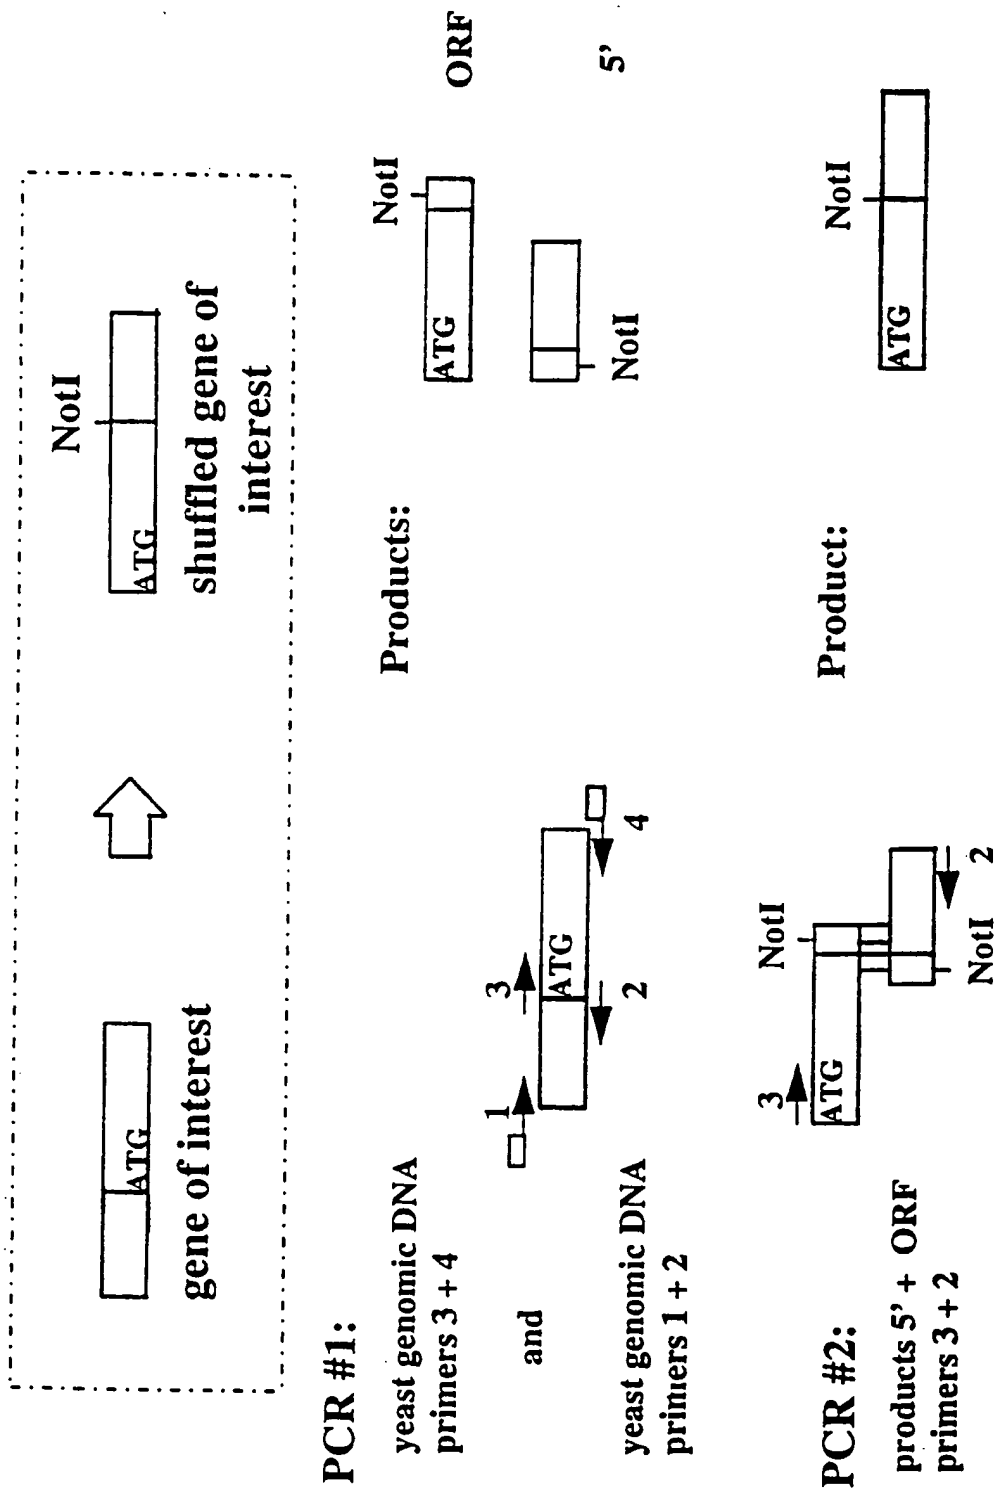 NotI
ATG
ATG
gene of interest
shuffled gene of
interest
PCR #1:
yeast genomic DNA
primers 3 + 4
and
yeast genomic DNA
primers 1 + 2
1
3
ATG
2
4
Products:
NotI
ATG
ORF
NotI
5'
PCR #2:
products 5' + ORF
primers 3 + 2
3
NotI
ATG
NotI
2
Product:
NotI
ATG